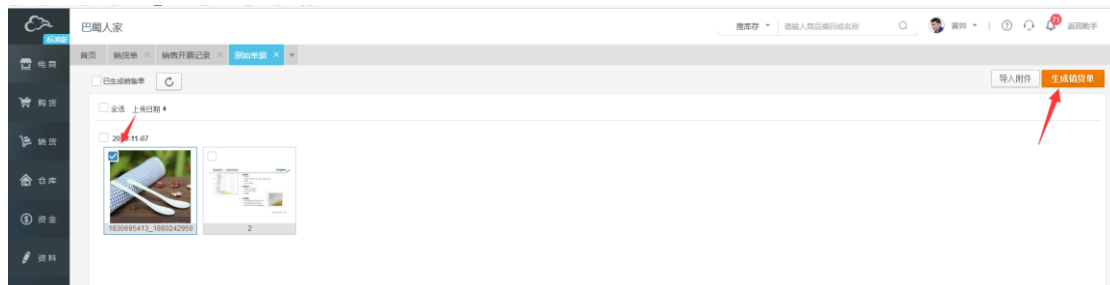 巴蜀人家 搜库存 请输入商品编码或名称 黄帅 71 返回助手
标准版
首页 销货单 × 销售开票记录 × 原始单据 ×
电商
已生成销售单 导入附件 生成销货单
购货
全选 上传日期
销货
11-07
仓库
资金
1830695413_1880242950 2
资料